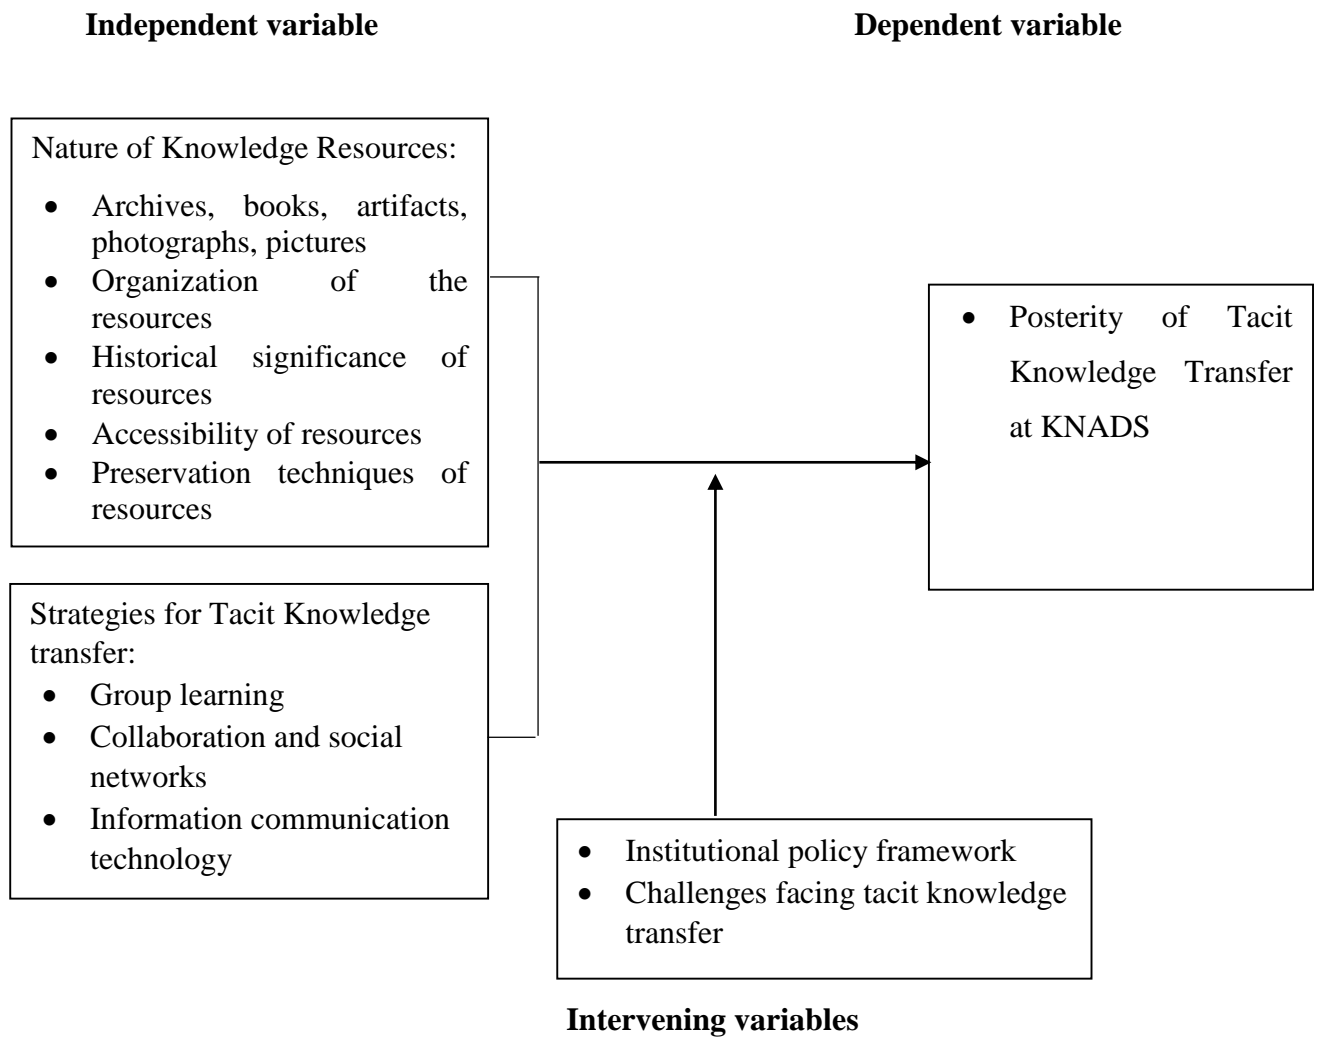 Independent variable
Dependent variable
Nature of Knowledge Resources:
• Archives, books, artifacts,
photographs, pictures
• Organization of the
resources
• Historical significance of
resources
• Accessibility of resources
• Preservation techniques of
resources
• Posterity of Tacit
Knowledge Transfer
at KNADS
Strategies for Tacit Knowledge
transfer:
• Group learning
• Collaboration and social
networks
• Information communication
technology
• Institutional policy framework
• Challenges facing tacit knowledge
transfer
Intervening variables